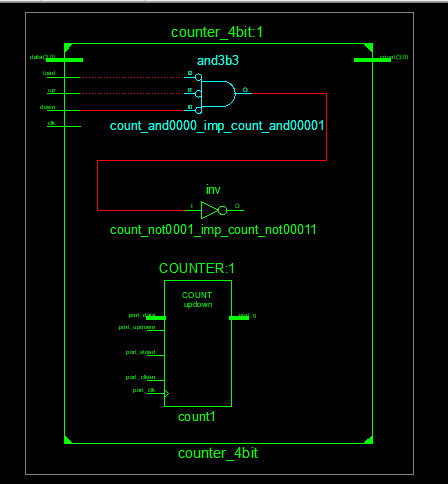 counter_4bit:1
data(3:0)
count(3:0)
and3b3
load
I2
up
I1
O
down
I0
clk
count_and0000_imp_count_and00001
inv
I
O
count_not0001_imp_count_not00011
COUNTER:1
COUNT
updown
port_data
port_q
port_updown
port_sload
port_clken
port_clk
count1
counter_4bit